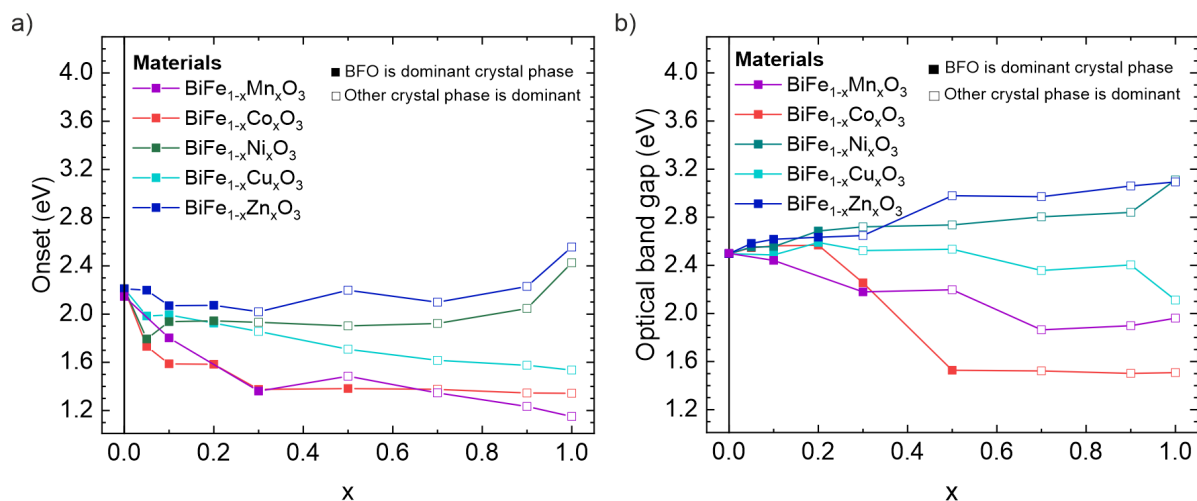 a)
Materials
BiFe₁₋ₓMnₓO₃
BiFe₁₋ₓCoₓO₃
BiFe₁₋ₓNiₓO₃
BiFe₁₋ₓCuₓO₃
BiFe₁₋ₓZnₓO₃
BFO is dominant crystal phase
Other crystal phase is dominant
Onset (eV)
4.0
3.6
3.2
2.8
2.4
2.0
1.6
1.2
0.0 0.2 0.4 0.6 0.8 1.0
x
b)
Materials
BiFe₁₋ₓMnₓO₃
BiFe₁₋ₓCoₓO₃
BiFe₁₋ₓNiₓO₃
BiFe₁₋ₓCuₓO₃
BiFe₁₋ₓZnₓO₃
BFO is dominant crystal phase
Other crystal phase is dominant
Optical band gap (eV)
4.0
3.6
3.2
2.8
2.4
2.0
1.6
1.2
0.0 0.2 0.4 0.6 0.8 1.0
x